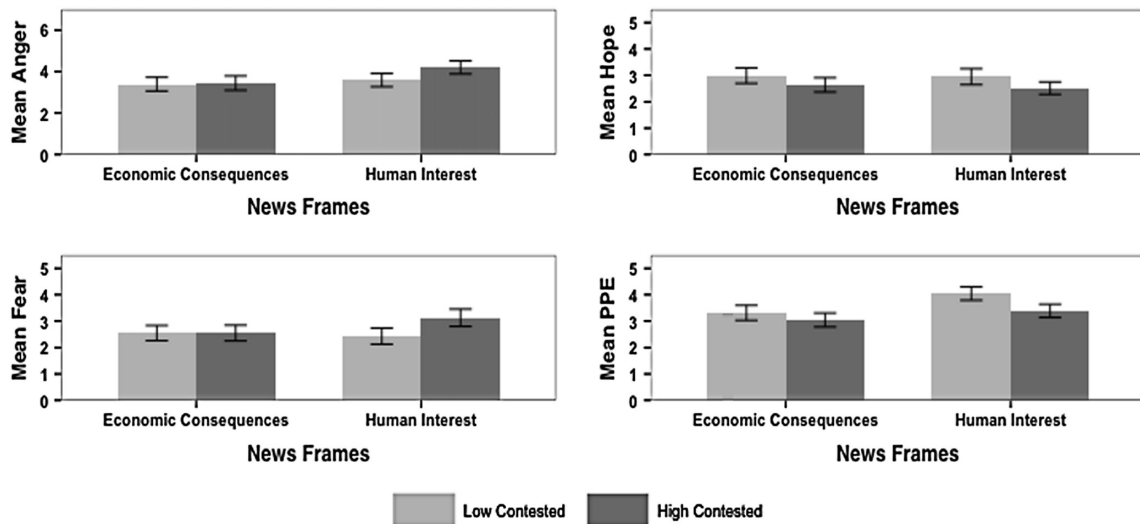 Mean Anger
6
4
2
0
Economic Consequences
Human Interest
News Frames
Mean Hope
5
4
3
2
1
0
Economic Consequences
Human Interest
News Frames
Mean Fear
5
4
3
2
1
0
Economic Consequences
Human Interest
News Frames
Mean PPE
5
4
3
2
1
0
Economic Consequences
Human Interest
News Frames
Low Contested
High Contested